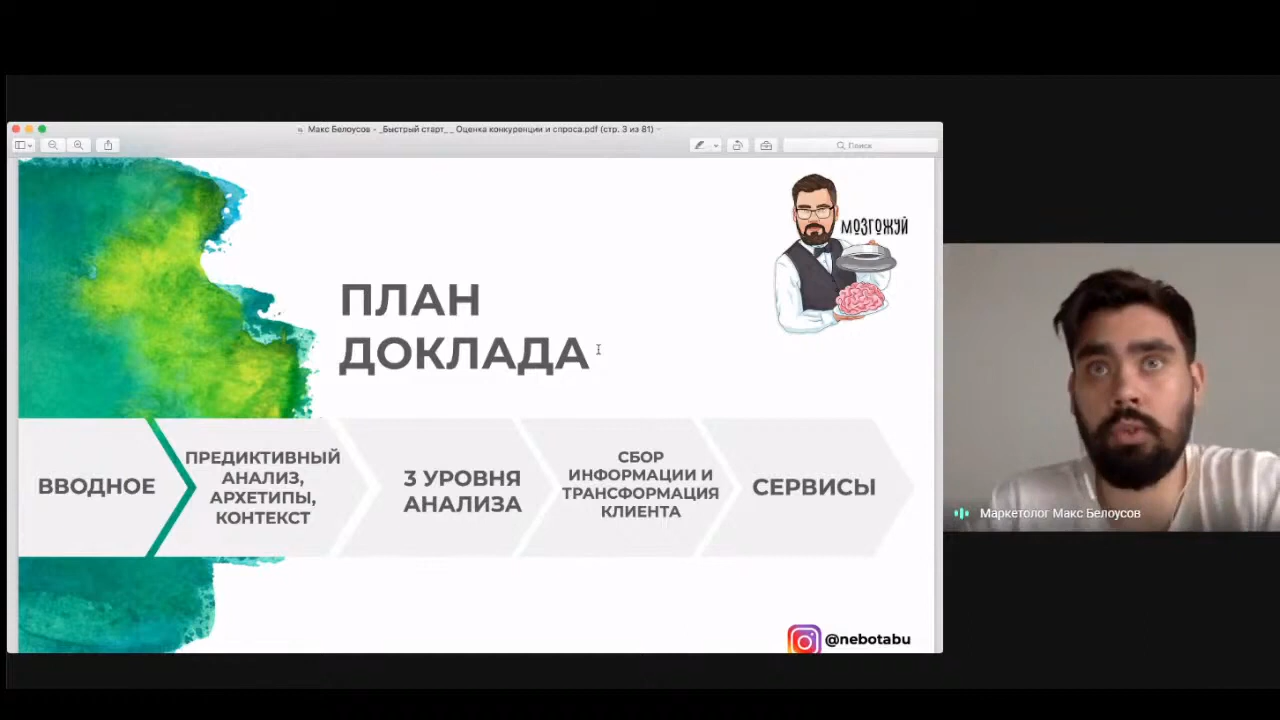 Макс Белоусов - _Быстрый старт__ Оценка конкуренции и спроса.pdf (стр. 3 из 81)
Поиск
МОЗГОЖУЙ
ПЛАН
ДОКЛАДА
ВВОДНОЕ
ПРЕДИКТИВНЫЙ
АНАЛИЗ,
АРХЕТИПЫ,
КОНТЕКСТ
3 УРОВНЯ
АНАЛИЗА
СБОР
ИНФОРМАЦИИ И
ТРАНСФОРМАЦИЯ
КЛИЕНТА
СЕРВИСЫ
Маркетолог Макс Белоусов
@nebotabu